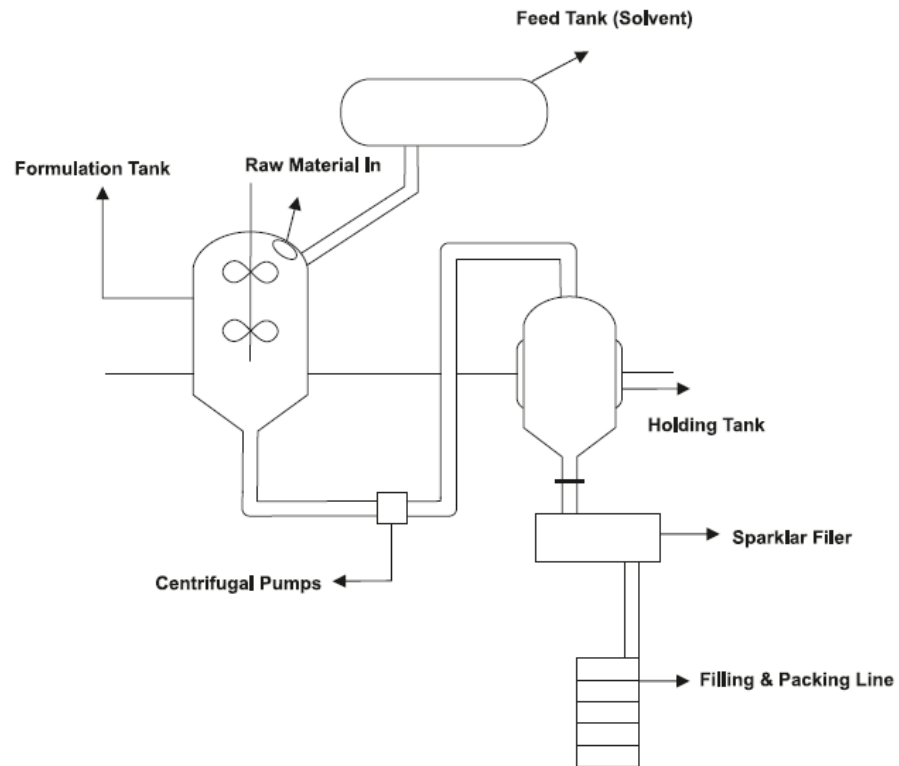 Feed Tank (Solvent)
Raw Material In
Formulation Tank
Holding Tank
Sparklar Filer
Centrifugal Pumps
Filling & Packing Line